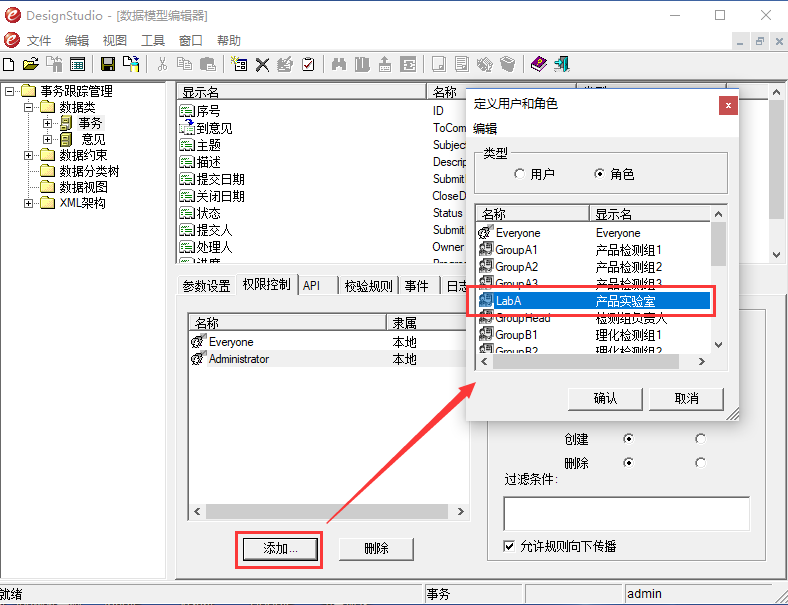 DesignStudio - [数据模型编辑器]
文件 编辑 视图 工具 窗口 帮助
事务跟踪管理
数据类
事务
意见
数据约束
数据分类树
数据视图
XML架构
显示名 名称
序号 ID
到意见 ToCom
主题 Subjec
描述 Descrip
提交日期 Submit
关闭日期 CloseD
状态 Status
提交人 Submit
处理人 Owner
进度 Progre
参数设置 权限控制 API 校验规则 事件 日志
名称 隶属
Everyone 本地
Administrator 本地
添加... 删除
定义用户和角色
x
编辑
类型
用户 角色
名称 显示名
Everyone Everyone
GroupA1 产品检测组1
GroupA2 产品检测组2
GroupA3 产品检测组3
LabA 产品实验室
GroupHead 检测组负责人
GroupB1 理化检测组1
GroupB2 理化检测组2
确认 取消
创建
删除
过滤条件:
允许规则向下传播
就绪 事务 admin